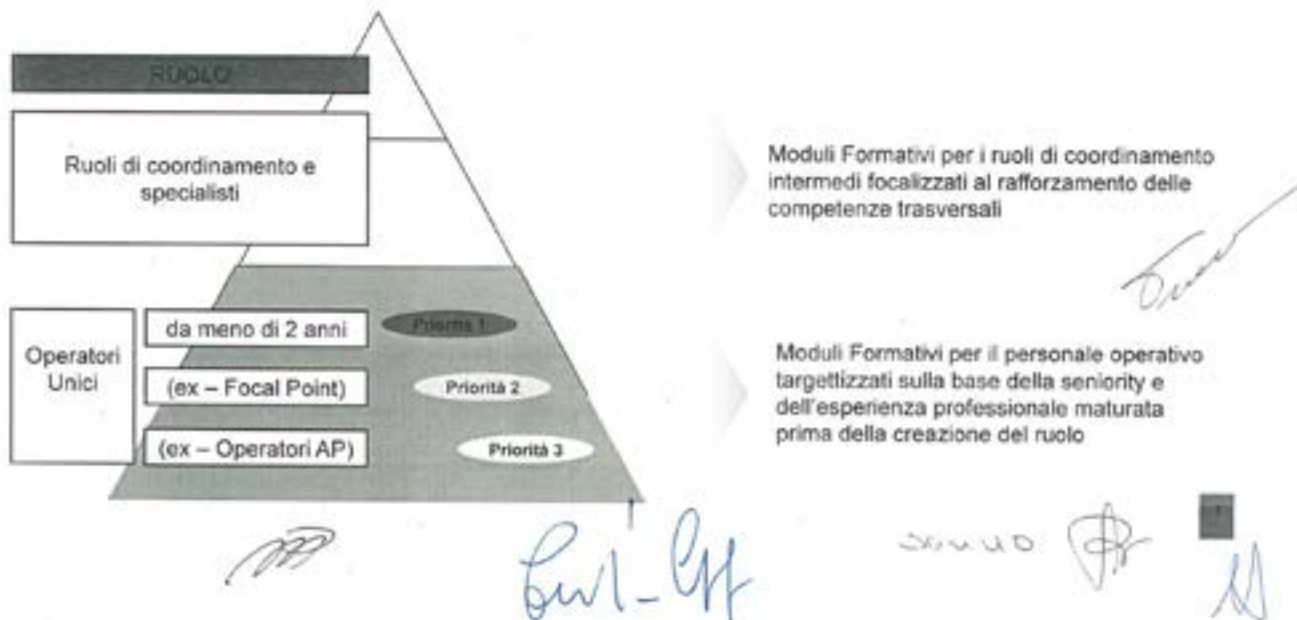 RUOLO
Ruoli di coordinamento e
specialisti
Moduli Formativi per i ruoli di coordinamento
intermedi focalizzati al rafforzamento delle
competenze trasversali
Operatori
Unici
da meno di 2 anni
Priorità 1
(ex – Focal Point)
Priorità 2
(ex – Operatori AP)
Priorità 3
Moduli Formativi per il personale operativo
targettizzati sulla base della seniority e
dell'esperienza professionale maturata
prima della creazione del ruolo